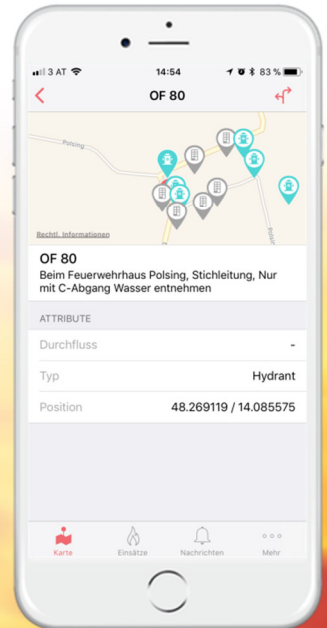 3 AT
14:54
83 %
OF 80
Polsing
Polsing
Rechtl. Informationen
OF 80
Beim Feuerwehrhaus Polsing, Stichleitung, Nur
mit C-Abgang Wasser entnehmen
ATTRIBUTE
Durchfluss -
Typ Hydrant
Position 48.269119 / 14.085575
Karte Einsätze Nachrichten Mehr